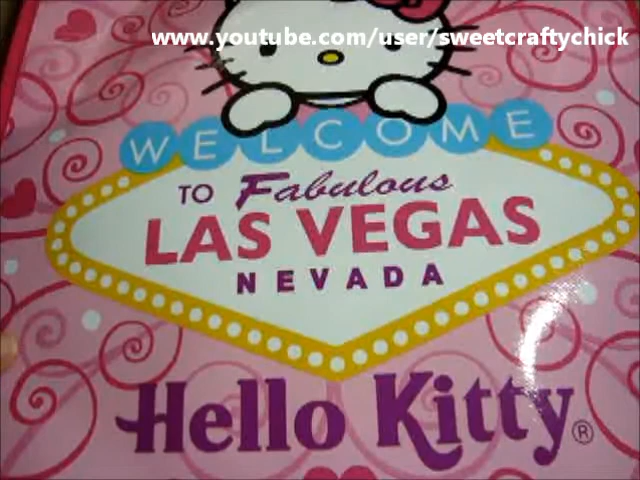 www.youtube.com/user/sweetcraftychick
WELCOME
TO Fabulous
LAS VEGAS
NEVADA
Hello Kitty®